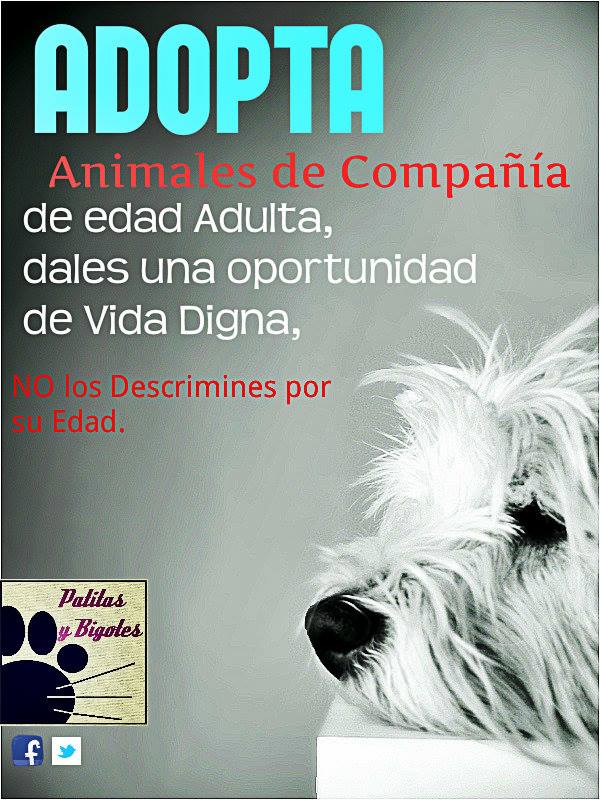 ADOPTA
Animales de Compañía
de edad Adulta,
dales una oportunidad
de Vida Digna,
NO los Descrimines por
su Edad.
Patitas
y Bigotes
f